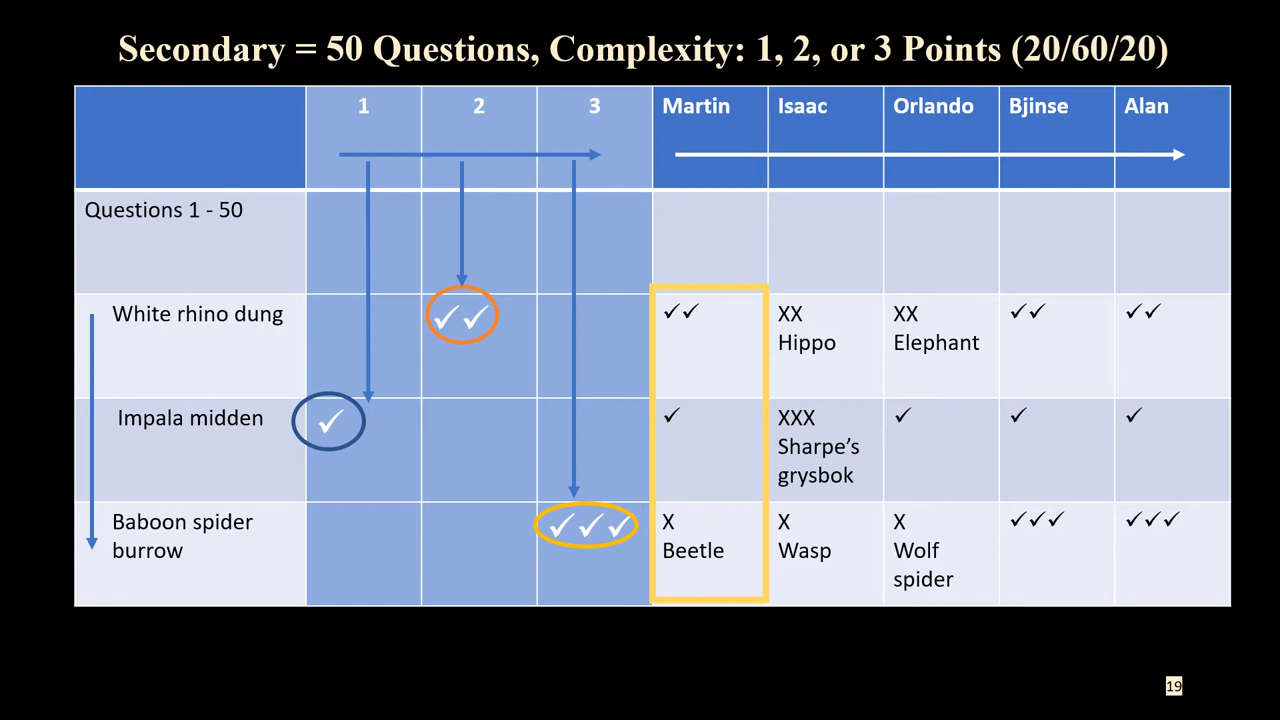 Secondary = 50 Questions, Complexity: 1, 2, or 3 Points (20/60/20)
1 2 3 Martin Isaac Orlando Bjinse Alan
Questions 1 - 50
White rhino dung ✓✓ ✓✓ XX XX ✓✓ ✓✓
Hippo Elephant
Impala midden ✓ ✓ XXX ✓ ✓ ✓
Sharpe's
grysbok
Baboon spider ✓✓✓ X X X ✓✓✓ ✓✓✓
burrow Beetle Wasp Wolf
spider
19